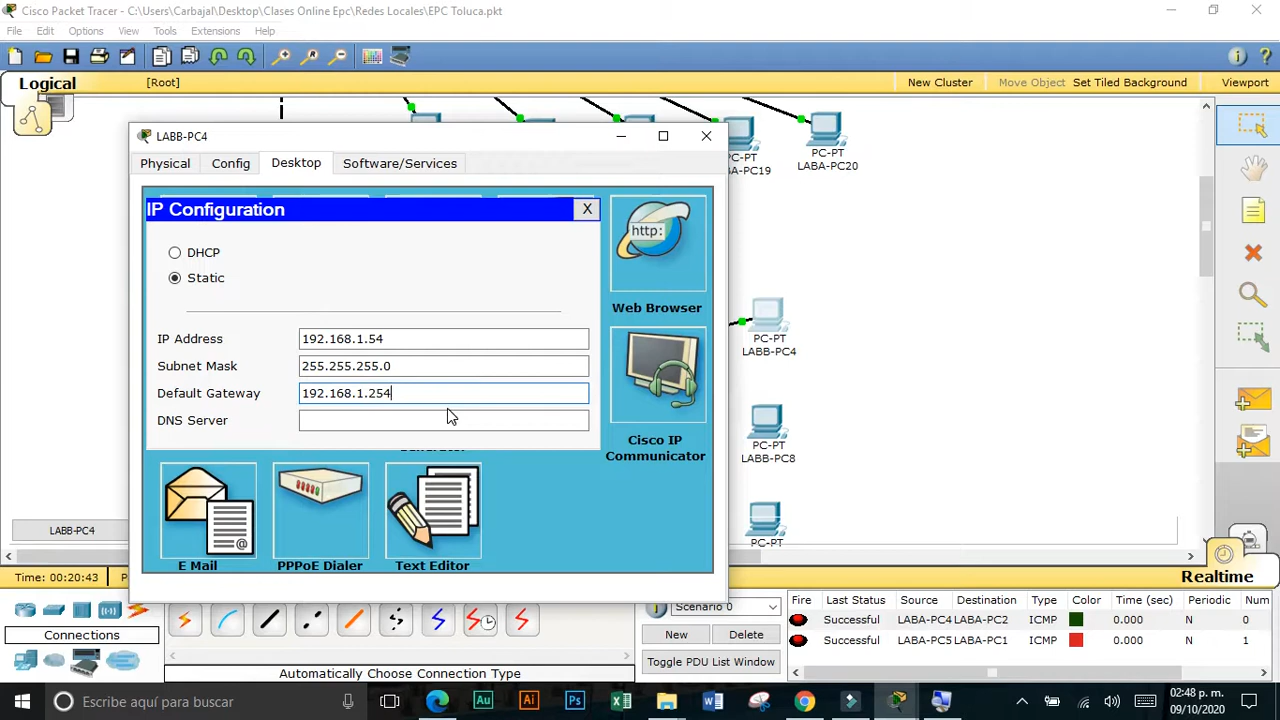 Cisco Packet Tracer - C:\Users\Carbajal\Desktop\Clases Online Epc\Redes Locales\EPC Toluca.pkt
File Edit Options View Tools Extensions Help
Logical [Root] New Cluster Move Object Set Tiled Background Viewport
LABB-PC4
Physical Config Desktop Software/Services
IP Configuration X
DHCP
Static
IP Address 192.168.1.54
Subnet Mask 255.255.255.0
Default Gateway 192.168.1.254
DNS Server
http:
Web Browser
Cisco IP
Communicator
E Mail PPPoE Dialer Text Editor
PC-PT
LABA-PC20
PC-PT
LABB-PC4
PC-PT
LABB-PC8
PC-PT
LABB-PC4
Time: 00:20:43
Realtime
Connections
Automatically Choose Connection Type
Scenario 0
New Delete
Toggle PDU List Window
Fire Last Status Source Destination Type Color Time (sec) Periodic Num
Successful LABA-PC4 LABA-PC2 ICMP 0.000 N 0
Successful LABA-PC5 LABA-PC1 ICMP 0.000 N 1
Escribe aquí para buscar
02:48 p. m.
09/10/2020